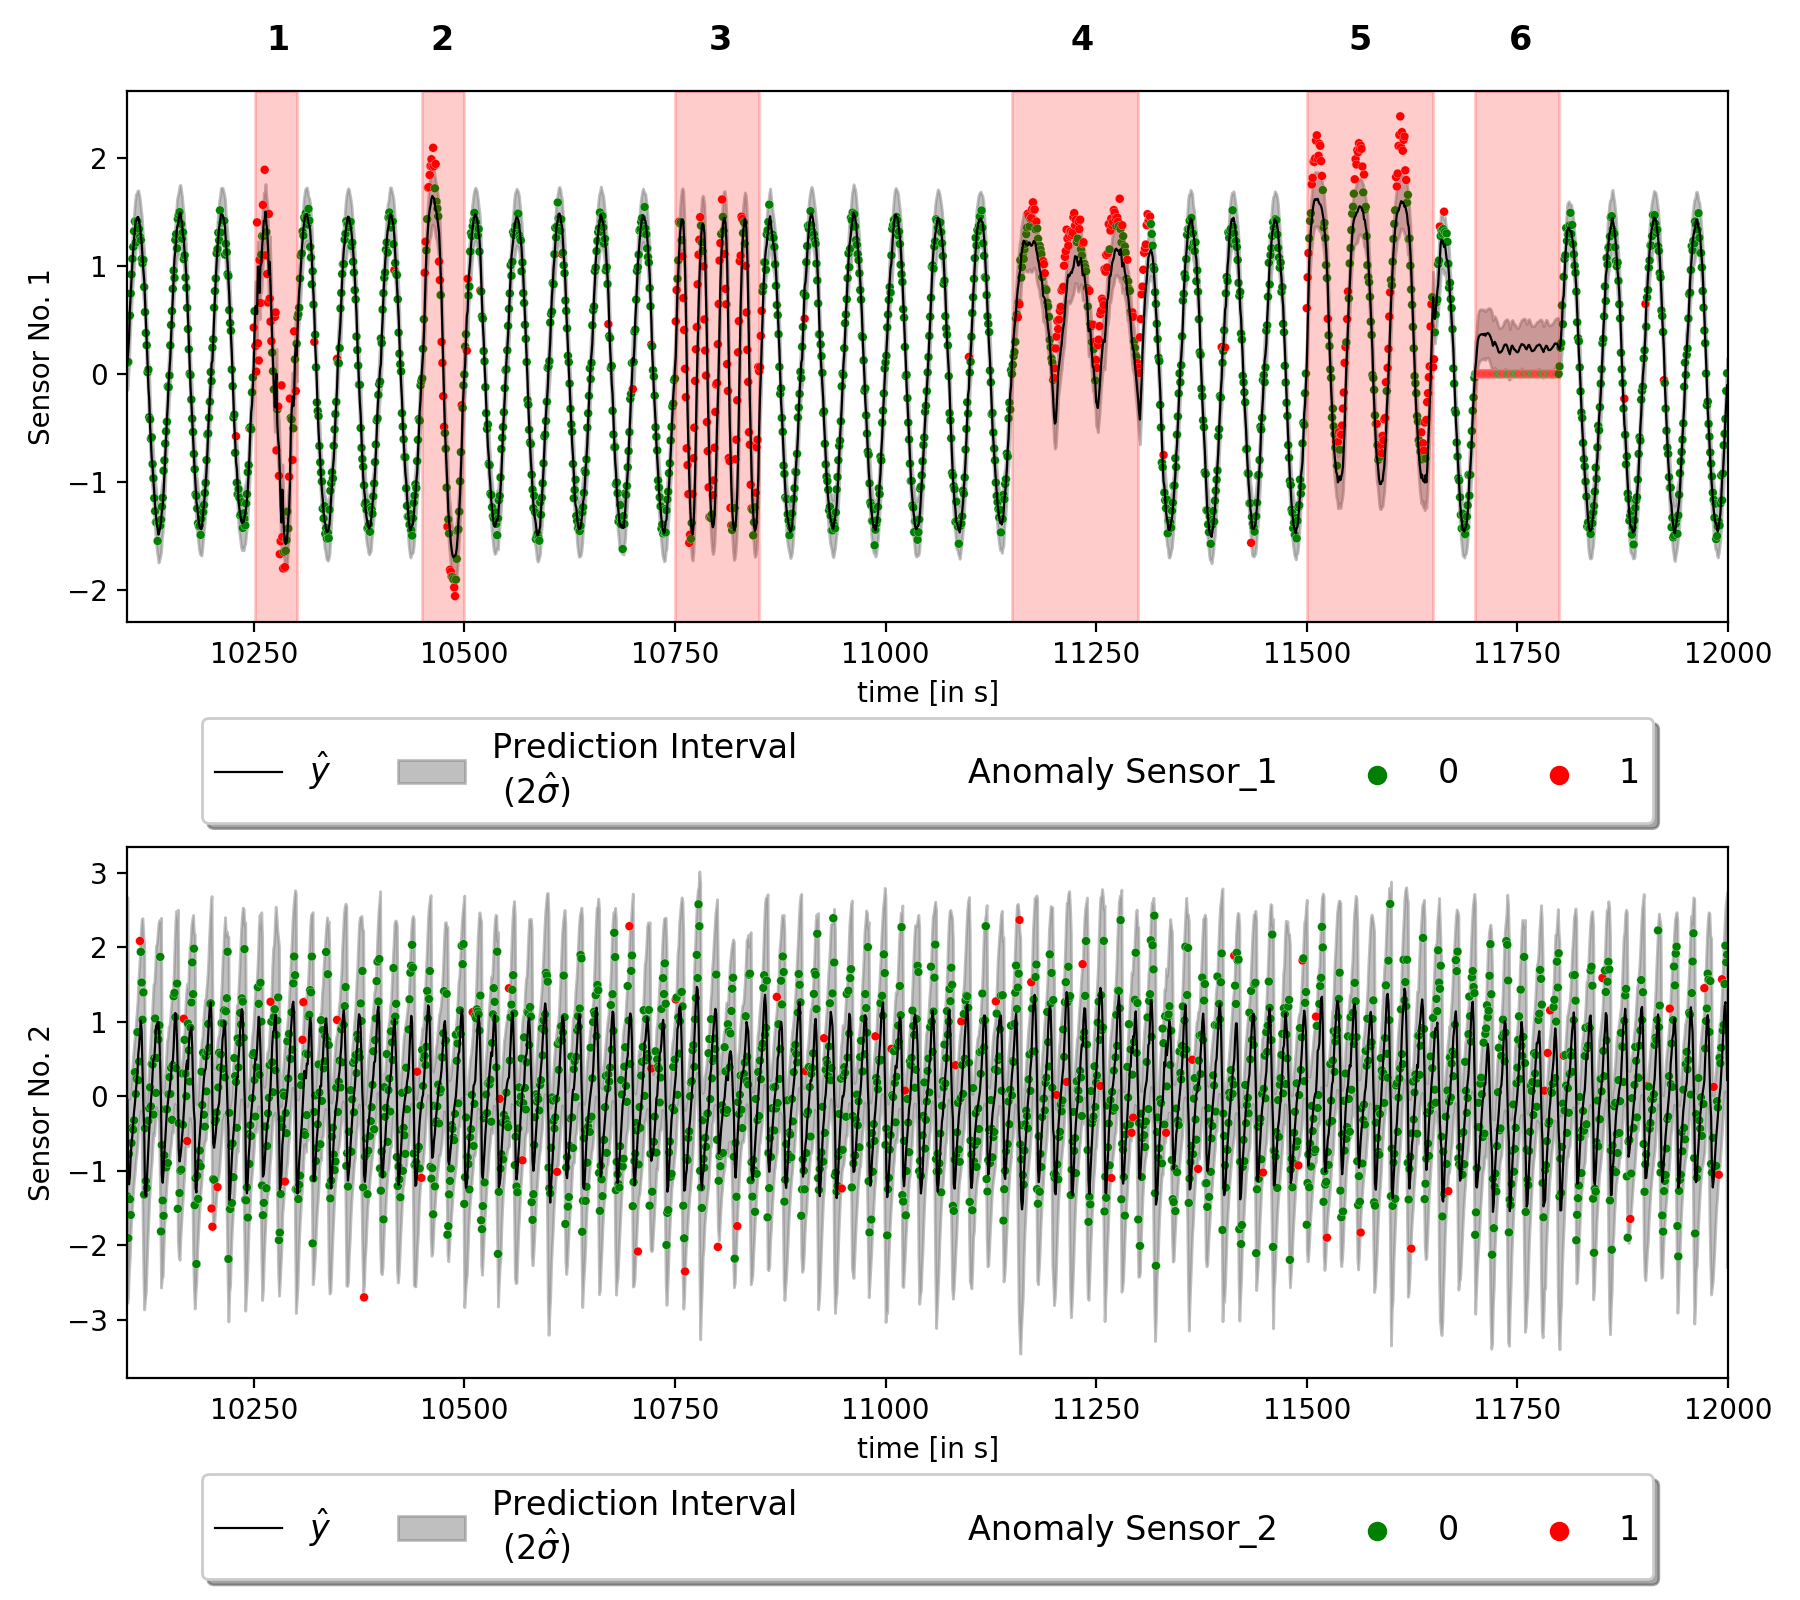 1 2 3 4 5 6
2
1
0
−1
−2
Sensor No. 1
10250 10500 10750 11000 11250 11500 11750 12000
time [in s]
ŷ Prediction Interval (2σ̂) Anomaly Sensor_1 0 1
3
2
1
0
−1
−2
−3
Sensor No. 2
10250 10500 10750 11000 11250 11500 11750 12000
time [in s]
ŷ Prediction Interval (2σ̂) Anomaly Sensor_2 0 1